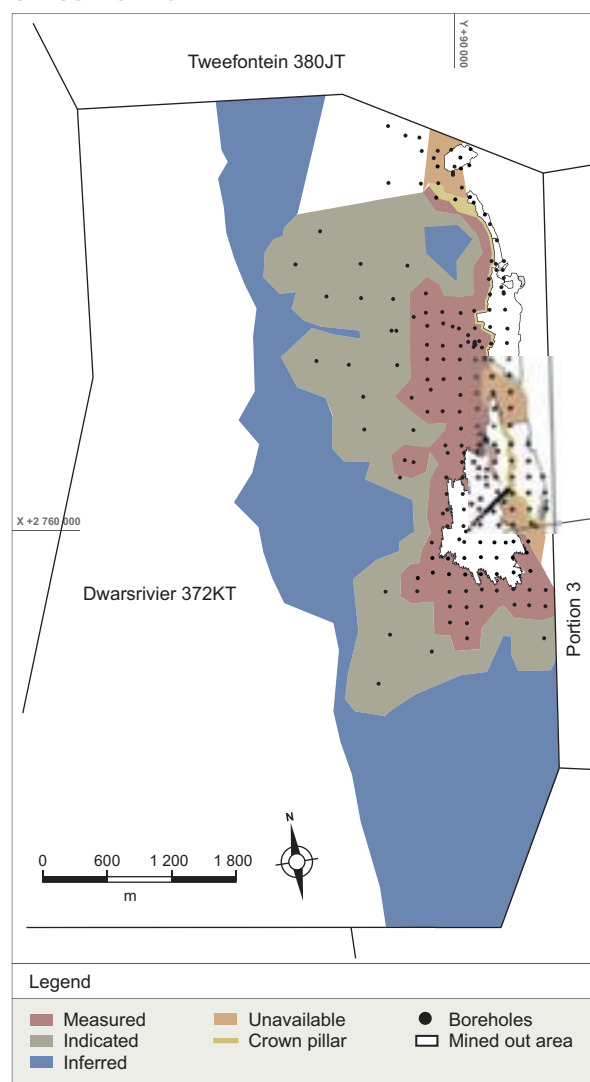 Tweefontein 380JT
Y +90 000
X +2 760 000
Dwarsrivier 372KT
Portion 3
N
0 600 1 200 1 800
m
Legend
Measured Unavailable Boreholes
Indicated Crown pillar Mined out area
Inferred